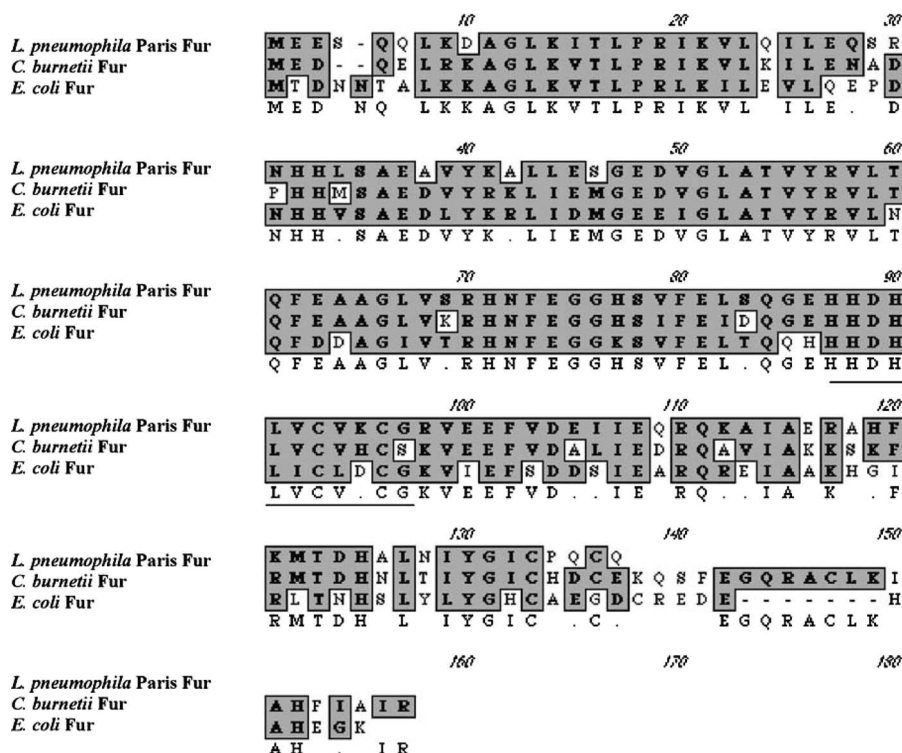 10 20 30
L. pneumophila Paris Fur M E E S - Q Q L K D A G L K I T L P R I K V L Q I L E Q S R
C. burnetii Fur M E D - - Q E L R K A G L K V T L P R I K V L K I L E N A D
E. coli Fur M T D N N T A L K K A G L K V T L P R L K I L E V L Q E P D
M E D N Q L K K A G L K V T L P R I K V L I L E . D
40 50 60
L. pneumophila Paris Fur N H H L S A E A V Y K A L L E S G E D V G L A T V Y R V L T
C. burnetii Fur P H H M S A E D V Y R K L I E M G E D V G L A T V Y R V L T
E. coli Fur N H H V S A E D L Y K R L I D M G E E I G L A T V Y R V L N
N H H . S A E D V Y K . L I E M G E D V G L A T V Y R V L T
70 80 90
L. pneumophila Paris Fur Q F E A A G L V S R H N F E G G H S V F E L S Q G E H H D H
C. burnetii Fur Q F E A A G L V K R H N F E G G H S I F E I D Q G E H H D H
E. coli Fur Q F D D A G I V T R H N F E G G K S V F E L T Q Q H H H D H
Q F E A A G L V . R H N F E G G H S V F E L . Q G E H H D H
100 110 120
L. pneumophila Paris Fur L V C V K C G R V E E F V D E I I E Q R Q K A I A E R A H F
C. burnetii Fur L V C V H C S K V E E F V D A L I E D R Q A V I A K K S K F
E. coli Fur L I C L D C G K V I E F S D D S I E A R Q R E I A A K H G I
L V C V . C G K V E E F V D . . I E R Q . . I A K . F
130 140 150
L. pneumophila Paris Fur K M T D H A L N I Y G I C P Q C Q
C. burnetii Fur R M T D H N L T I Y G I C H D C E K Q S F E G Q R A C L K I
E. coli Fur R L T N H S L Y L Y G H C A E G D C R E D E - - - - - - - H
R M T D H L I Y G I C . C . E G Q R A C L K
160 170 180
L. pneumophila Paris Fur
C. burnetii Fur A H F I A I R
E. coli Fur A H E G K
A H . I R